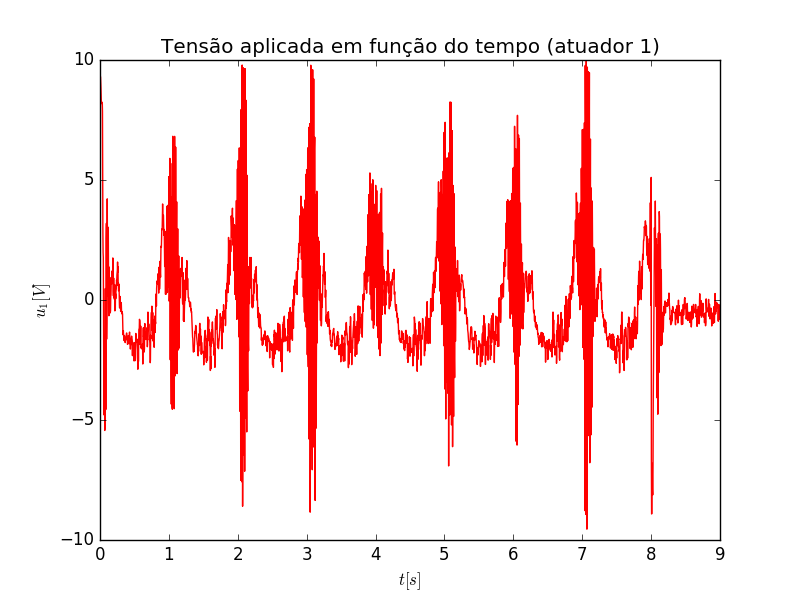 Tensão aplicada em função do tempo (atuador 1)
10
5
0
−5
−10
u₁[V]
0 1 2 3 4 5 6 7 8 9
t[s]